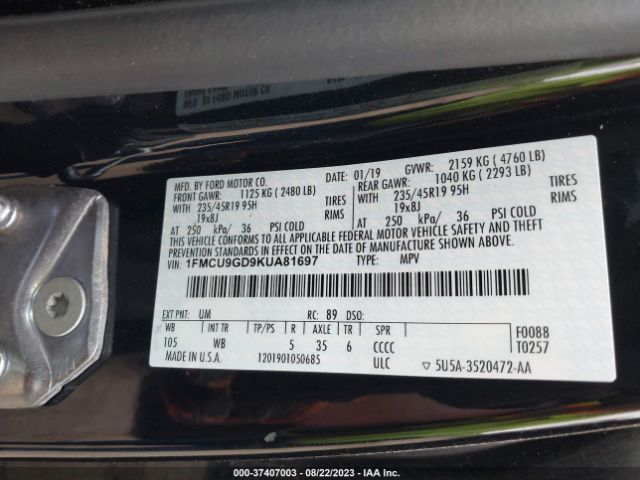 MFD. BY FORD MOTOR CO.
DATE: 01/19 GVWR: 2159 KG ( 4760 LB)
FRONT GAWR: 1125 KG ( 2480 LB)
REAR GAWR: 1040 KG ( 2293 LB)
WITH 235/45R19 95H TIRES
WITH 235/45R19 95H TIRES
19x8J RIMS
19x8J RIMS
AT 250 kPa/ 36 PSI COLD
AT 250 kPa/ 36 PSI COLD
THIS VEHICLE CONFORMS TO ALL APPLICABLE FEDERAL MOTOR VEHICLE SAFETY AND THEFT
PREVENTION STANDARDS IN EFFECT ON THE DATE OF MANUFACTURE SHOWN ABOVE.
VIN: 1FMCU9GD9KUA81697 TYPE: MPV
EXT PNT: UM RC: 89 DSO: F0088
WB INT TR TP/PS R AXLE TR SPR T0257
105 WB 5 35 6 CCCC
MADE IN U.S.A. 1201901050685 ULC 5U5A-3520472-AA
000-37407003 - 08/22/2023 - IAA Inc.